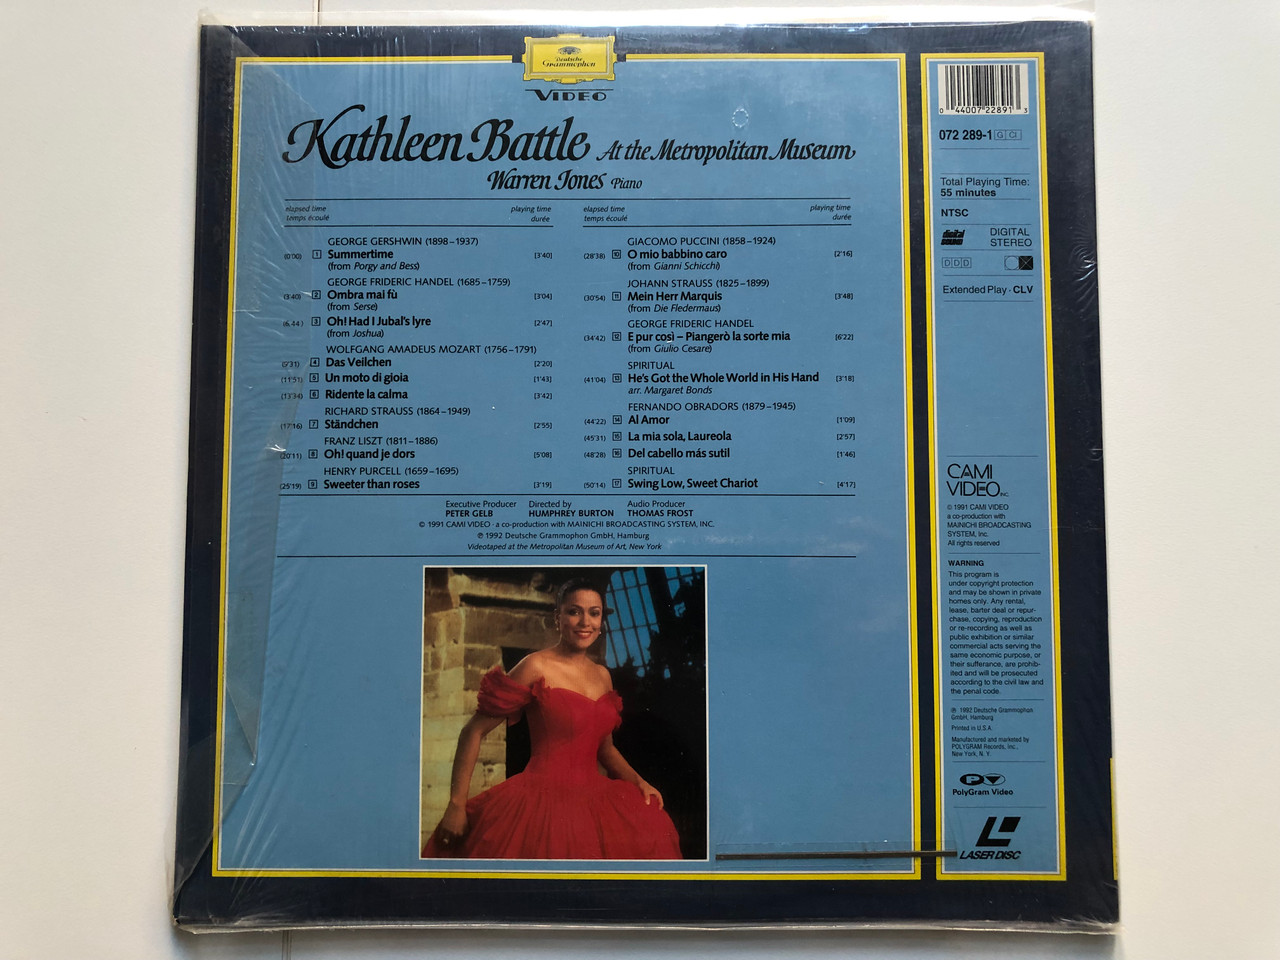 Deutsche
Grammophon
VIDEO
Kathleen Battle At the Metropolitan Museum
Warren Jones Piano
elapsed time playing time
temps écoulé durée
GEORGE GERSHWIN (1898–1937)
(0'00) 1 Summertime [3'40]
(from Porgy and Bess)
GEORGE FRIDERIC HANDEL (1685–1759)
(3:40) 2 Ombra mai fù [3'04]
(from Serse)
(6:44) 3 Oh! Had I Jubal's lyre [2'47]
(from Joshua)
WOLFGANG AMADEUS MOZART (1756–1791)
(9'31) 4 Das Veilchen [2'20]
(11'51) 5 Un moto di gioia [1'43]
(13'34) 6 Ridente la calma [3'42]
RICHARD STRAUSS (1864–1949)
(17'16) 7 Ständchen [2'55]
FRANZ LISZT (1811–1886)
(20'11) 8 Oh! quand je dors [5'08]
HENRY PURCELL (1659–1695)
(25'19) 9 Sweeter than roses [3'19]
elapsed time playing time
temps écoulé durée
GIACOMO PUCCINI (1858–1924)
(28'38) 10 O mio babbino caro [2'16]
(from Gianni Schicchi)
JOHANN STRAUSS (1825–1899)
(30'54) 11 Mein Herr Marquis [3'48]
(from Die Fledermaus)
GEORGE FRIDERIC HANDEL
(34'42) 12 E pur così – Piangerò la sorte mia [6'22]
(from Giulio Cesare)
SPIRITUAL
(41'04) 13 He's Got the Whole World in His Hand [3'18]
arr. Margaret Bonds
FERNANDO OBRADORS (1879–1945)
(44'22) 14 Al Amor [1'09]
(45'31) 15 La mia sola, Laureola [2'57]
(48'28) 16 Del cabello más sutil [1'46]
SPIRITUAL
(50'14) 17 Swing Low, Sweet Chariot [4'17]
Executive Producer Directed by Audio Producer
PETER GELB HUMPHREY BURTON THOMAS FROST
© 1991 CAMI VIDEO · a co-production with MAINICHI BROADCASTING SYSTEM, INC.
℗ 1992 Deutsche Grammophon GmbH, Hamburg
Videotaped at the Metropolitan Museum of Art, New York
0 44007 22891 3
072 289-1 G CI
Total Playing Time:
55 minutes
NTSC
digital sound DIGITAL
STEREO
DDD
Extended Play · CLV
CAMI
VIDEO INC
© 1991 CAMI VIDEO
a co-production with
MAINICHI BROADCASTING
SYSTEM, Inc.
All rights reserved
WARNING
This program is
under copyright protection
and may be shown in private
homes only. Any rental,
lease, barter deal or repur-
chase, copying, reproduction
or re-recording as well as
public exhibition or similar
commercial acts serving the
same economic purpose, or
their sufferance, are prohib-
ited and will be prosecuted
according to the civil law and
the penal code.
℗ 1992 Deutsche Grammophon
GmbH, Hamburg
Printed in U.S.A.
Manufactured and marketed by
POLYGRAM Records, Inc.,
New York, N. Y.
PV
PolyGram Video
LASER DISC